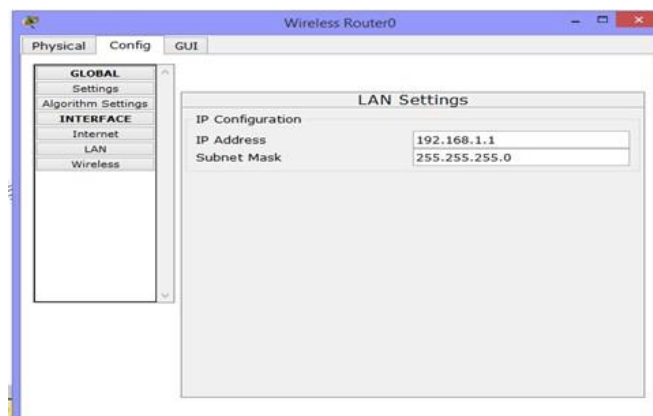 Wireless Router0
Physical Config GUI
GLOBAL
Settings
Algorithm Settings
INTERFACE
Internet
LAN
Wireless
LAN Settings
IP Configuration
IP Address 192.168.1.1
Subnet Mask 255.255.255.0